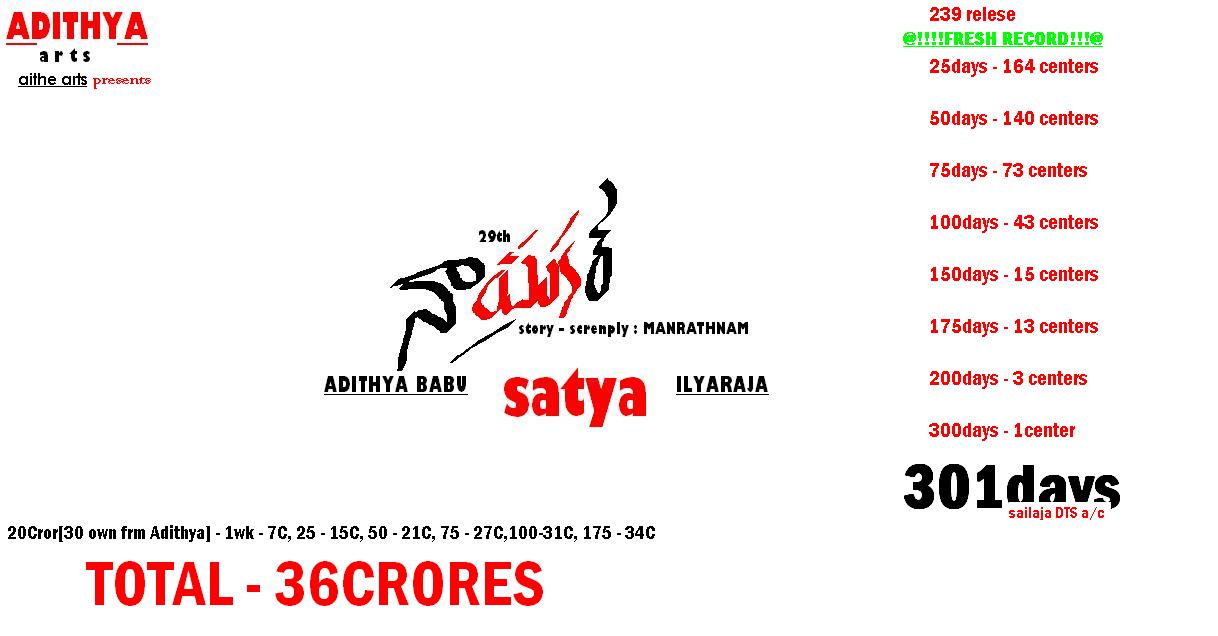 ADITHYA
arts
aithe arts presents
239 relese
@!!!!FRESH RECORD!!!@
25days - 164 centers
50days - 140 centers
75days - 73 centers
100days - 43 centers
150days - 15 centers
175days - 13 centers
200days - 3 centers
300days - 1center
301days
sailaja DTS a/c
29th
నాయకు
story - screnply : MANRATHNAM
ADITHYA BABU satya ILYARAJA
20Cror[30 own frm Adithya] - 1wk - 7C, 25 - 15C, 50 - 21C, 75 - 27C,100-31C, 175 - 34C
TOTAL - 36CRORES